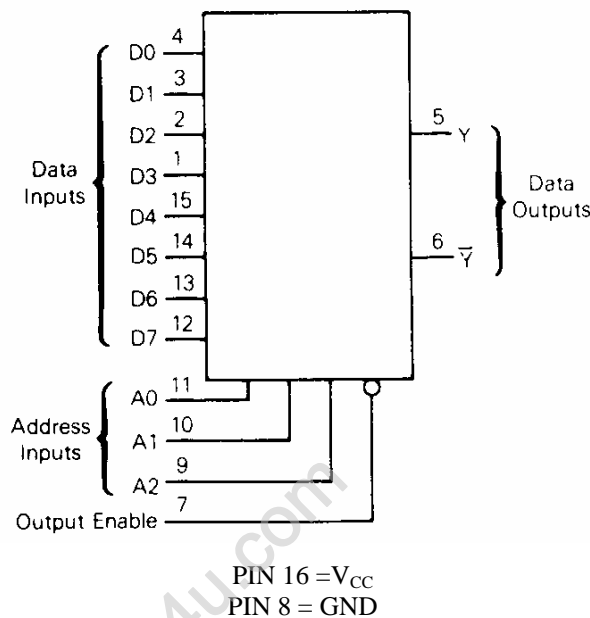 4
D0
3
D1
2
D2
1
D3
15
D4
14
D5
13
D6
12
D7
Data
Inputs
5
Y
6
Y̅
Data
Outputs
11
A0
10
A1
9
A2
Address
Inputs
7
Output Enable
PIN 16 =VCC
PIN 8 = GND
4u.com